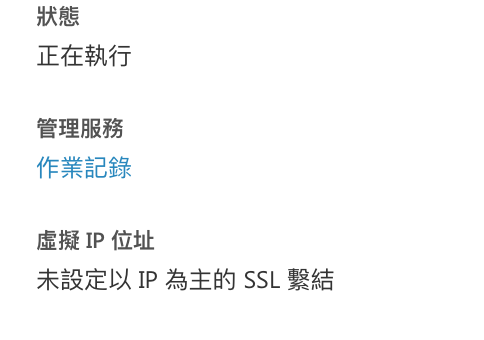 狀態
正在執行
管理服務
作業記錄
虛擬 IP 位址
未設定以 IP 為主的 SSL 繫結